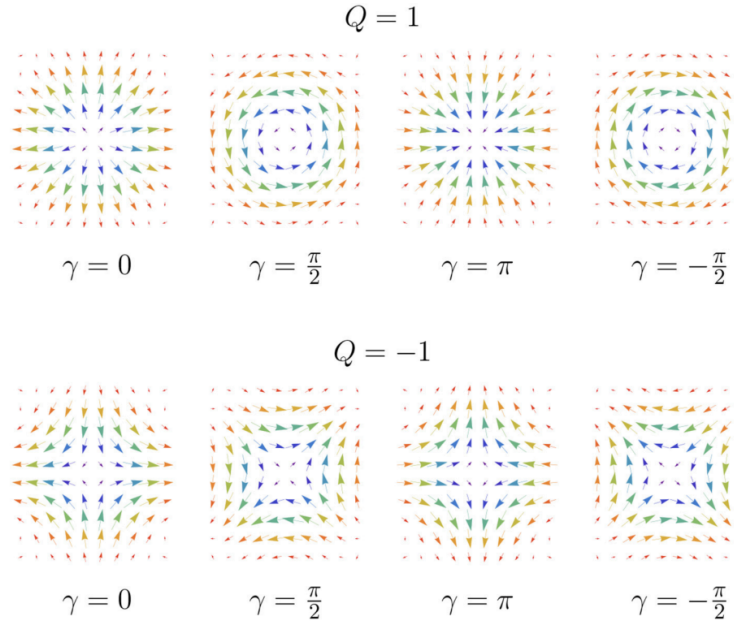 Q = 1
γ = 0 γ = π/2 γ = π γ = −π/2
Q = −1
γ = 0 γ = π/2 γ = π γ = −π/2